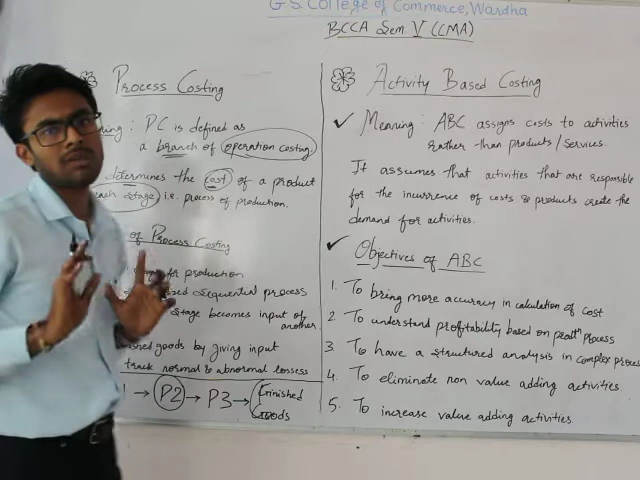 G S. College of Commerce, Wardha
BCCA Sem V (CMA)
Process Costing
: PC is defined as
a branch of operation costing
determines the cost of a product
each stage i.e. process of production.
of Process Costing
for production
sequential process
stage becomes input of
another.
goods by giving input
track normal & abnormal lossess
→ P2 → P3 → Finished
Goods
Activity Based Costing
Meaning : ABC assigns costs to activities
rather than products / services.
It assumes that activities that are responsible
for the incurrence of costs & products create the
demand for activities.
Objectives of ABC
1. To bring more accuracy in calculation of cost
2. To understand profitability based on prodtn process
3. To have a structured analysis in complex proces
4. To eliminate non value adding activities.
5. To increase value adding activities.